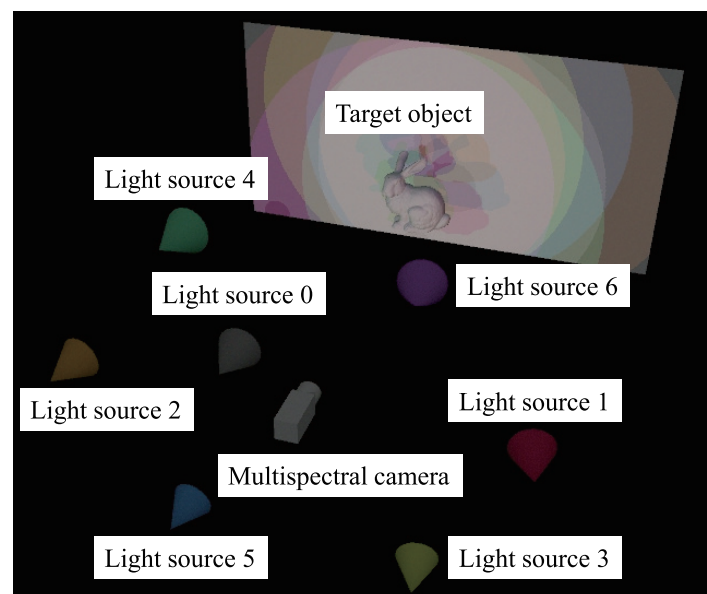 Target object
Light source 4
Light source 0
Light source 6
Light source 2
Light source 1
Multispectral camera
Light source 5
Light source 3